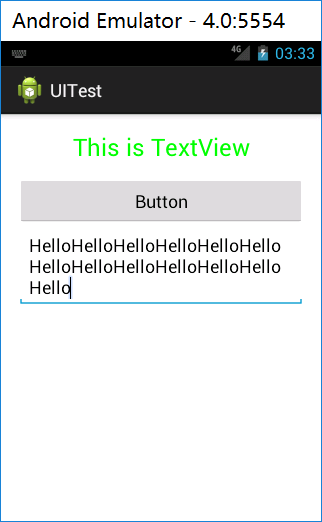 Android Emulator - 4.0:5554
4G 03:33
UITest
This is TextView
Button
HelloHelloHelloHelloHelloHello
HelloHelloHelloHelloHelloHello
Hello